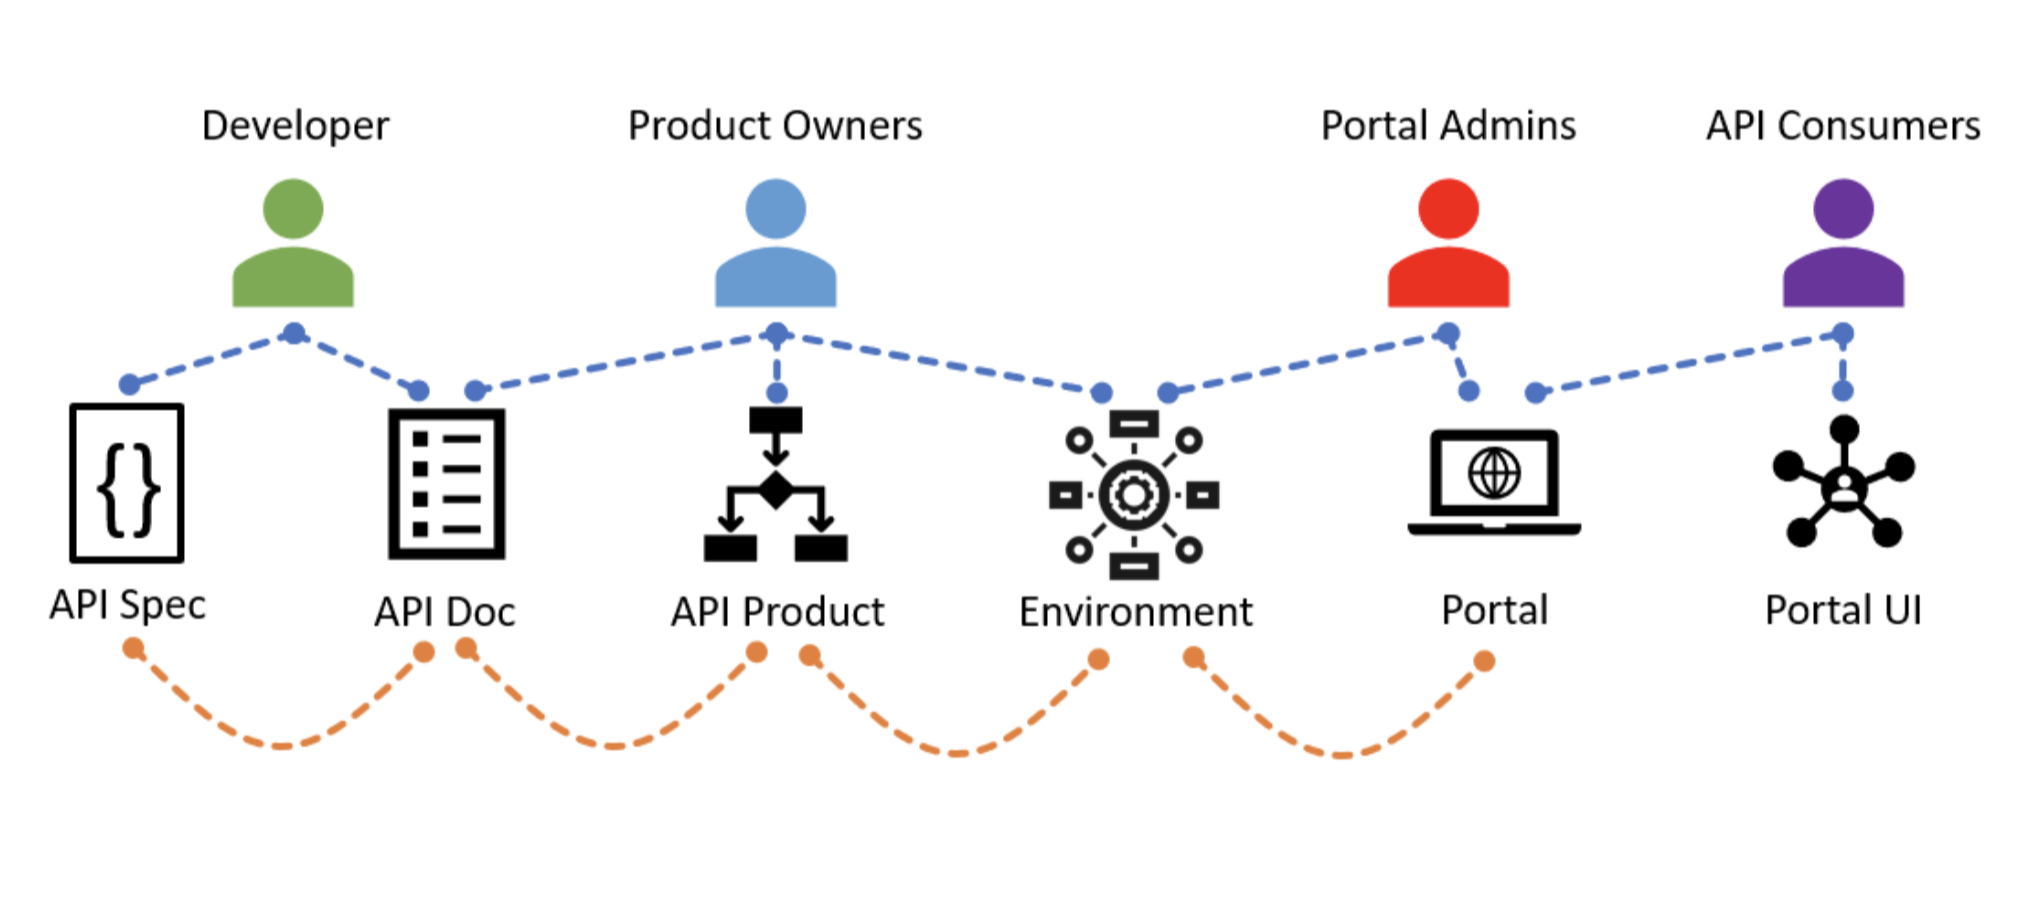 Developer
Product Owners
Portal Admins
API Consumers
{}
API Spec
API Doc
API Product
Environment
Portal
Portal UI